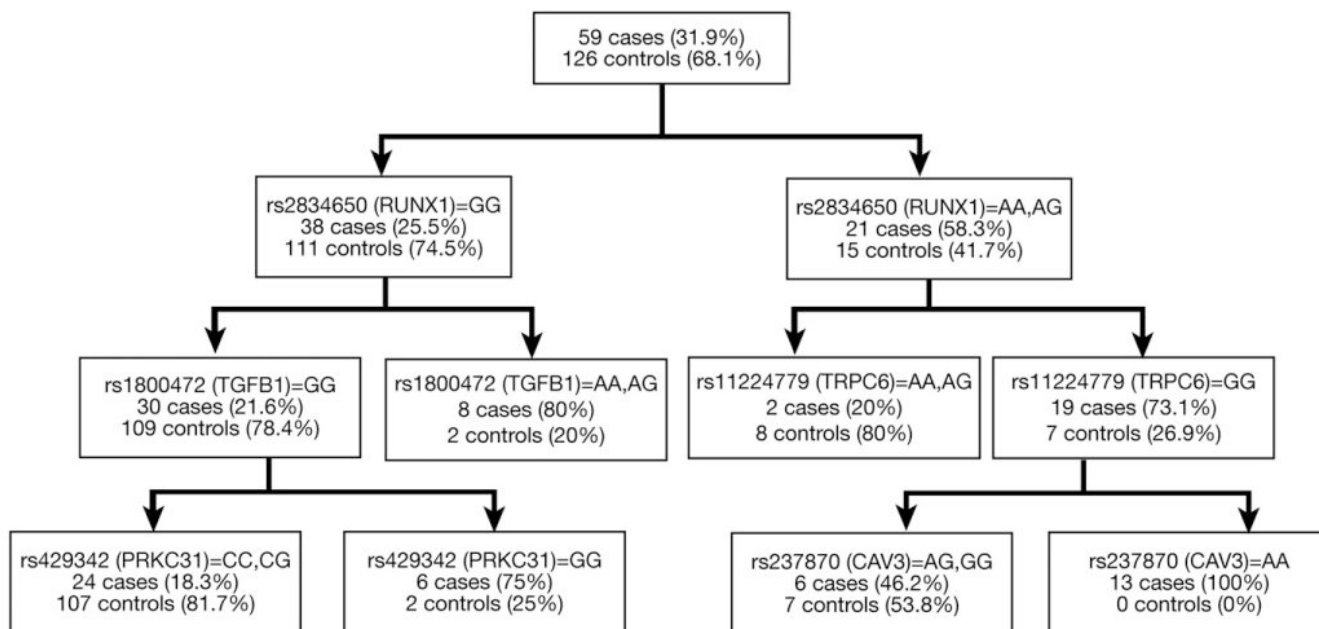 59 cases (31.9%)
126 controls (68.1%)
rs2834650 (RUNX1)=GG
38 cases (25.5%)
111 controls (74.5%)
rs2834650 (RUNX1)=AA,AG
21 cases (58.3%)
15 controls (41.7%)
rs1800472 (TGFB1)=GG
30 cases (21.6%)
109 controls (78.4%)
rs1800472 (TGFB1)=AA,AG
8 cases (80%)
2 controls (20%)
rs11224779 (TRPC6)=AA,AG
2 cases (20%)
8 controls (80%)
rs11224779 (TRPC6)=GG
19 cases (73.1%)
7 controls (26.9%)
rs429342 (PRKC31)=CC,CG
24 cases (18.3%)
107 controls (81.7%)
rs429342 (PRKC31)=GG
6 cases (75%)
2 controls (25%)
rs237870 (CAV3)=AG,GG
6 cases (46.2%)
7 controls (53.8%)
rs237870 (CAV3)=AA
13 cases (100%)
0 controls (0%)